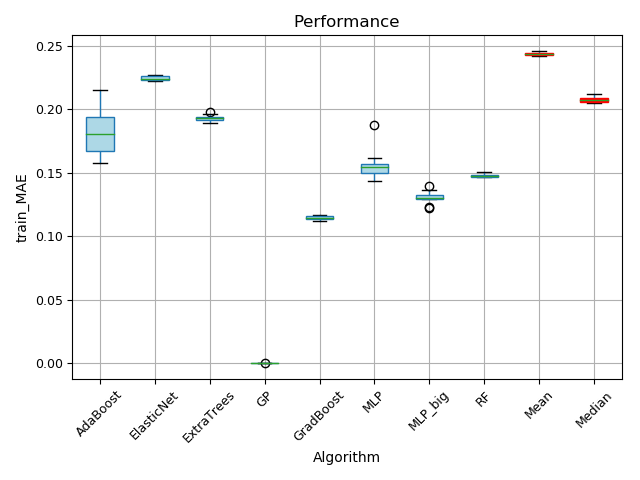 Performance
train_MAE
0.25
0.20
0.15
0.10
0.05
0.00
AdaBoost
ElasticNet
ExtraTrees
GP
GradBoost
MLP
MLP_big
RF
Mean
Median
Algorithm